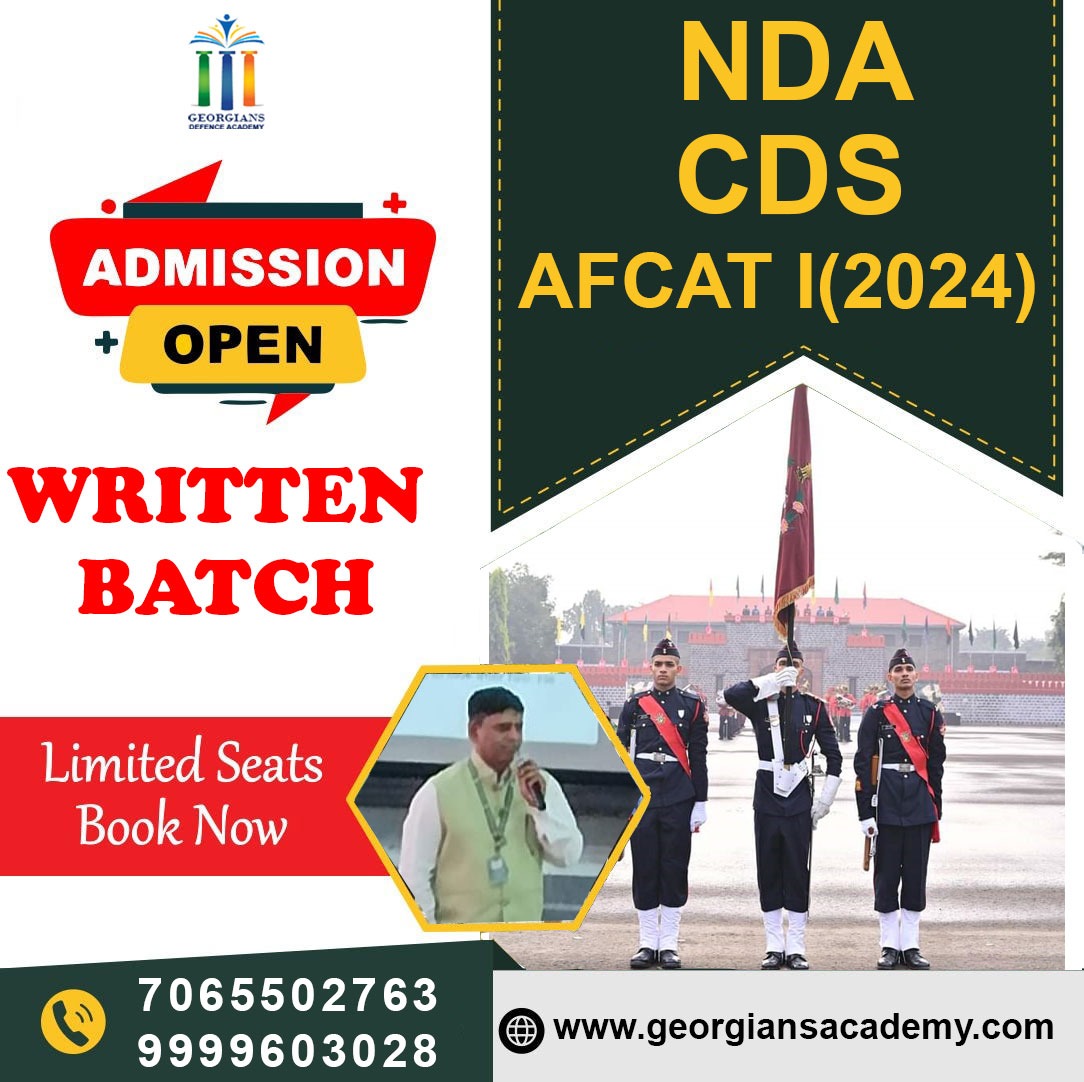 GEORGIANS
DEFENCE ACADEMY
ADMISSION
OPEN
WRITTEN
BATCH
Limited Seats
Book Now
NDA
CDS
AFCAT I(2024)
7065502763
9999603028
www.georgiansacademy.com